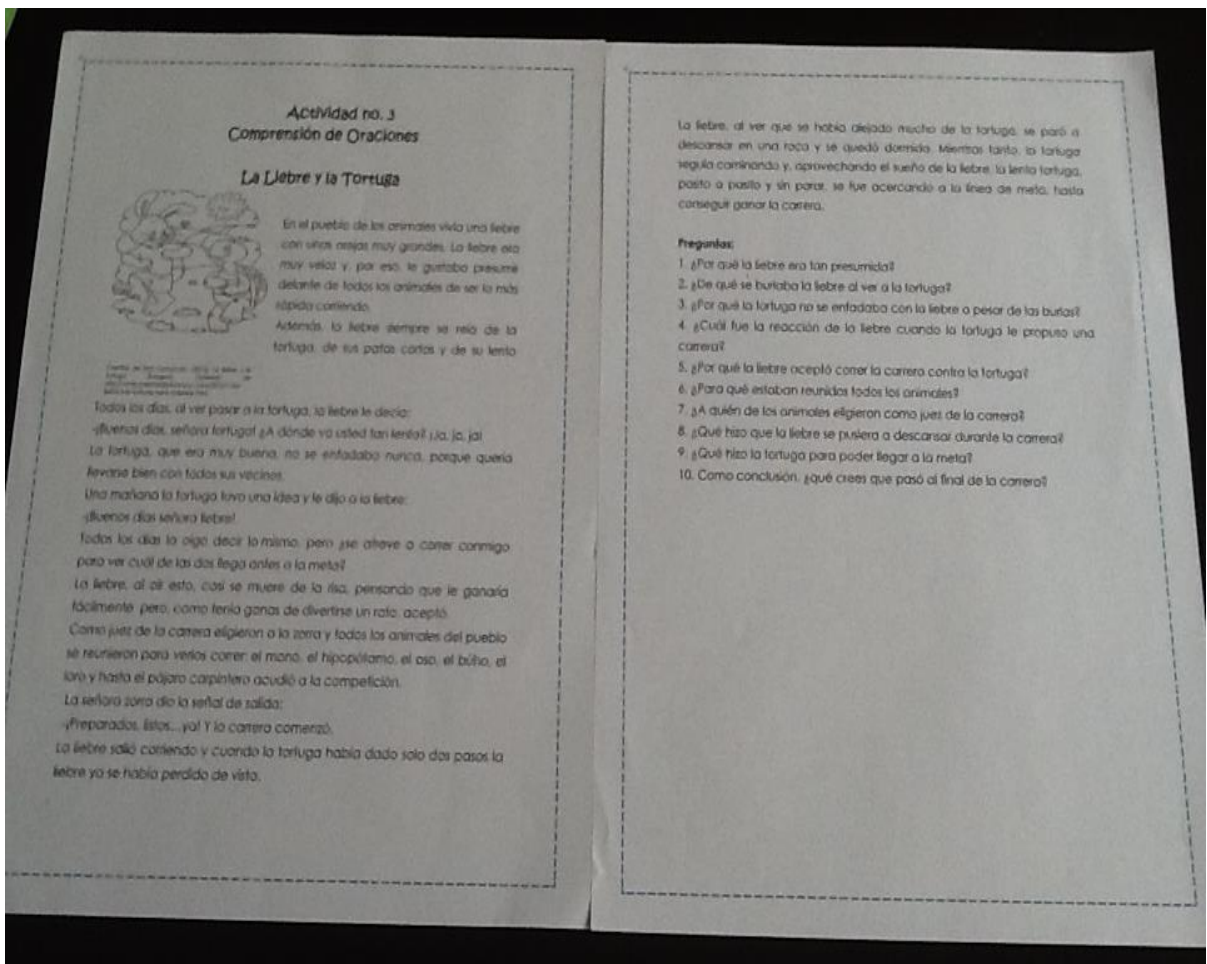 Actividad no. 3
Comprensión de Oraciones
La Liebre y la Tortuga
En el pueblo de los animales vivía una liebre
con unas orejas muy grandes. La liebre era
muy veloz y, por eso, le gustaba presumir
delante de todos los animales de ser la más
rápida corriendo.
Además, la liebre siempre se reía de la
tortuga, de sus patas cortas y de su lento
Todos los días, al ver pasar a la tortuga, la liebre le decía:
-¡Buenos días, señora tortuga! ¿A dónde va usted tan lenta? ¡Ja, ja, ja!
La tortuga, que era muy buena, no se enfadaba nunca, porque quería
llevarse bien con todos sus vecinos.
Una mañana la tortuga tuvo una idea y le dijo a la liebre:
-¡Buenos días señora liebre!
Todos los días la oigo decir lo mismo, pero ¿se atreve a correr conmigo
para ver cuál de las dos llega antes a la meta?
La liebre, al oír esto, casi se muere de la risa, pensando que le ganaría
fácilmente pero, como tenía ganas de divertirse un rato, aceptó.
Como juez de la carrera eligieron a la zorra y todos los animales del pueblo
se reunieron para verlos correr: el mono, el hipopótamo, el oso, el búho, el
loro y hasta el pájaro carpintero acudió a la competición.
La señora zorra dio la señal de salida:
-¡Preparados, listos...ya! Y la carrera comenzó.
La liebre salió corriendo y cuando la tortuga había dado solo dos pasos la
liebre ya se había perdido de vista.
La liebre, al ver que se había alejado mucho de la tortuga, se paró a
descansar en una roca y se quedó dormida. Mientras tanto, la tortuga
seguía caminando y, aprovechando el sueño de la liebre, la lenta tortuga,
pasito a pasito y sin parar, se fue acercando a la línea de meta, hasta
conseguir ganar la carrera.
Preguntas:
1. ¿Por qué la liebre era tan presumida?
2. ¿De qué se burlaba la liebre al ver a la tortuga?
3. ¿Por qué la tortuga no se enfadaba con la liebre a pesar de las burlas?
4. ¿Cuál fue la reacción de la liebre cuando la tortuga le propuso una
carrera?
5. ¿Por qué la liebre aceptó correr la carrera contra la tortuga?
6. ¿Para qué estaban reunidos todos los animales?
7. ¿A quién de los animales eligieron como juez de la carrera?
8. ¿Qué hizo que la liebre se pusiera a descansar durante la carrera?
9. ¿Qué hizo la tortuga para poder llegar a la meta?
10. Como conclusión, ¿qué crees que pasó al final de la carrera?